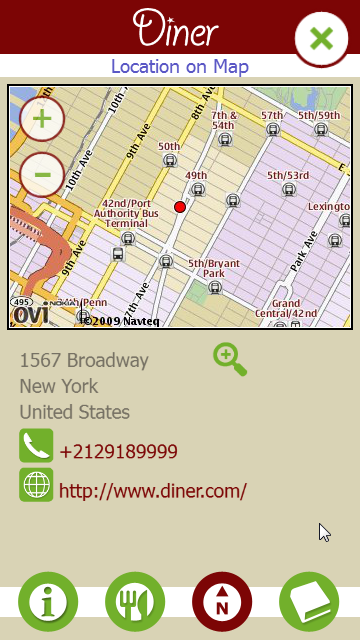 Diner
Location on Map
10th Ave
8th Ave
7th &
54th
57th
5th/59th
9th Ave
50th
10th Ave
49th
5th/53rd
E
42nd/Port
Authority Bus
Terminal
Lexington
9th Ave
5th/Bryant
Park
Park Ave
7th Ave
Grand
Central/42nd
495
NOKIA
/Penn
OVI
©2009 Navteq
1567 Broadway
New York
United States
+2129189999
http://www.diner.com/
i
N